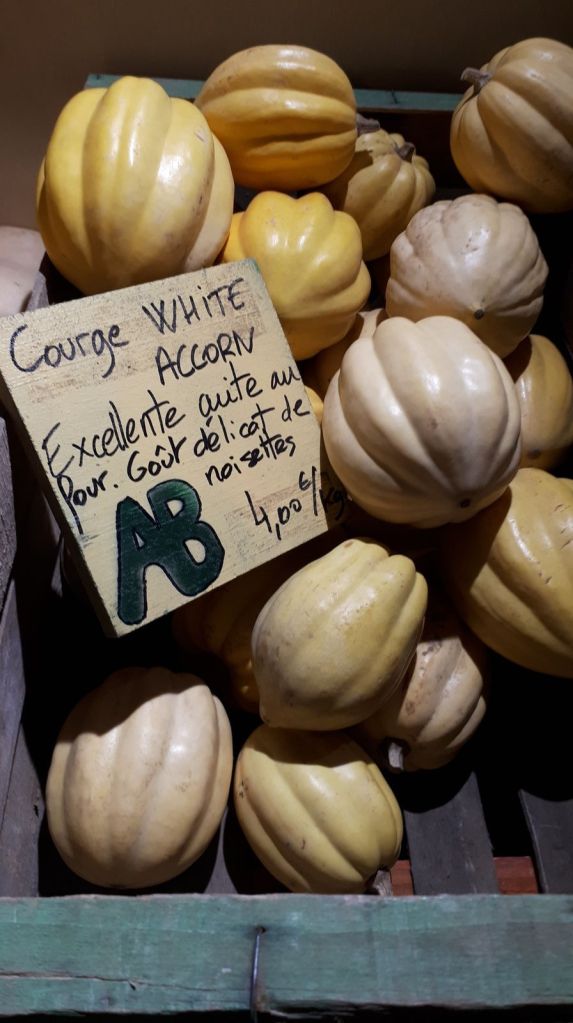 Courge WHITE
ACCORN
Excellente cuite au
Four. Goût délicat de
noisettes
AB
4,00 €/Kg